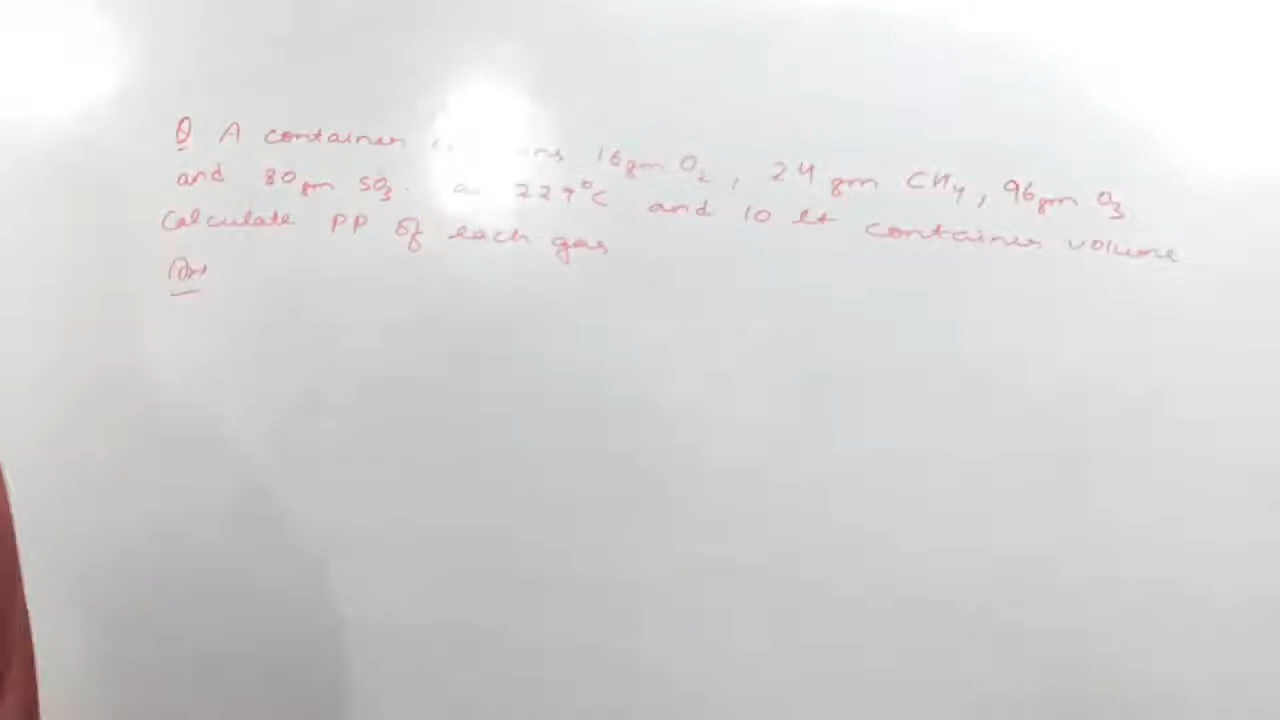 Q A container 16gm O2, 24 gm CH4, 96gm O3
and 80gm SO3. 227°C and 10 lt container volume
Calculate PP of each gas
Ans